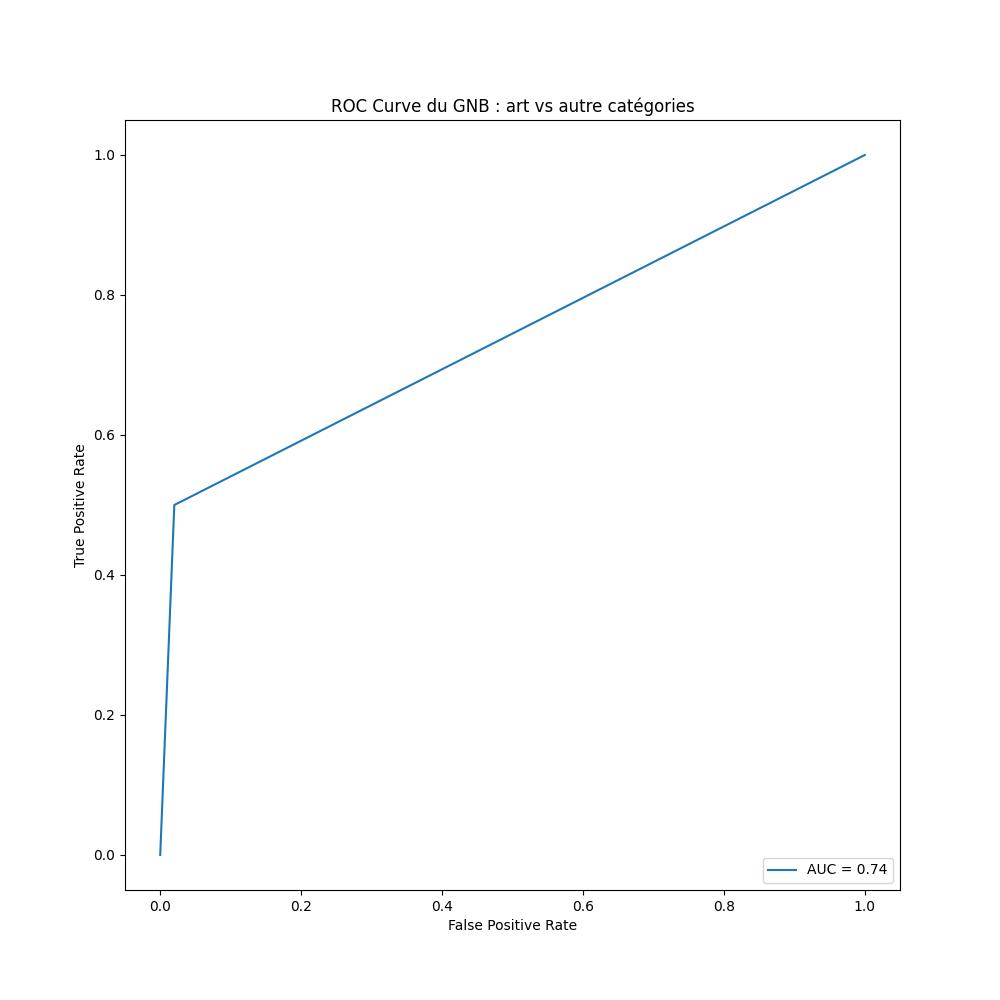 ROC Curve du GNB : art vs autre catégories
True Positive Rate
1.0
0.8
0.6
0.4
0.2
0.0
0.0 0.2 0.4 0.6 0.8 1.0
False Positive Rate
AUC = 0.74